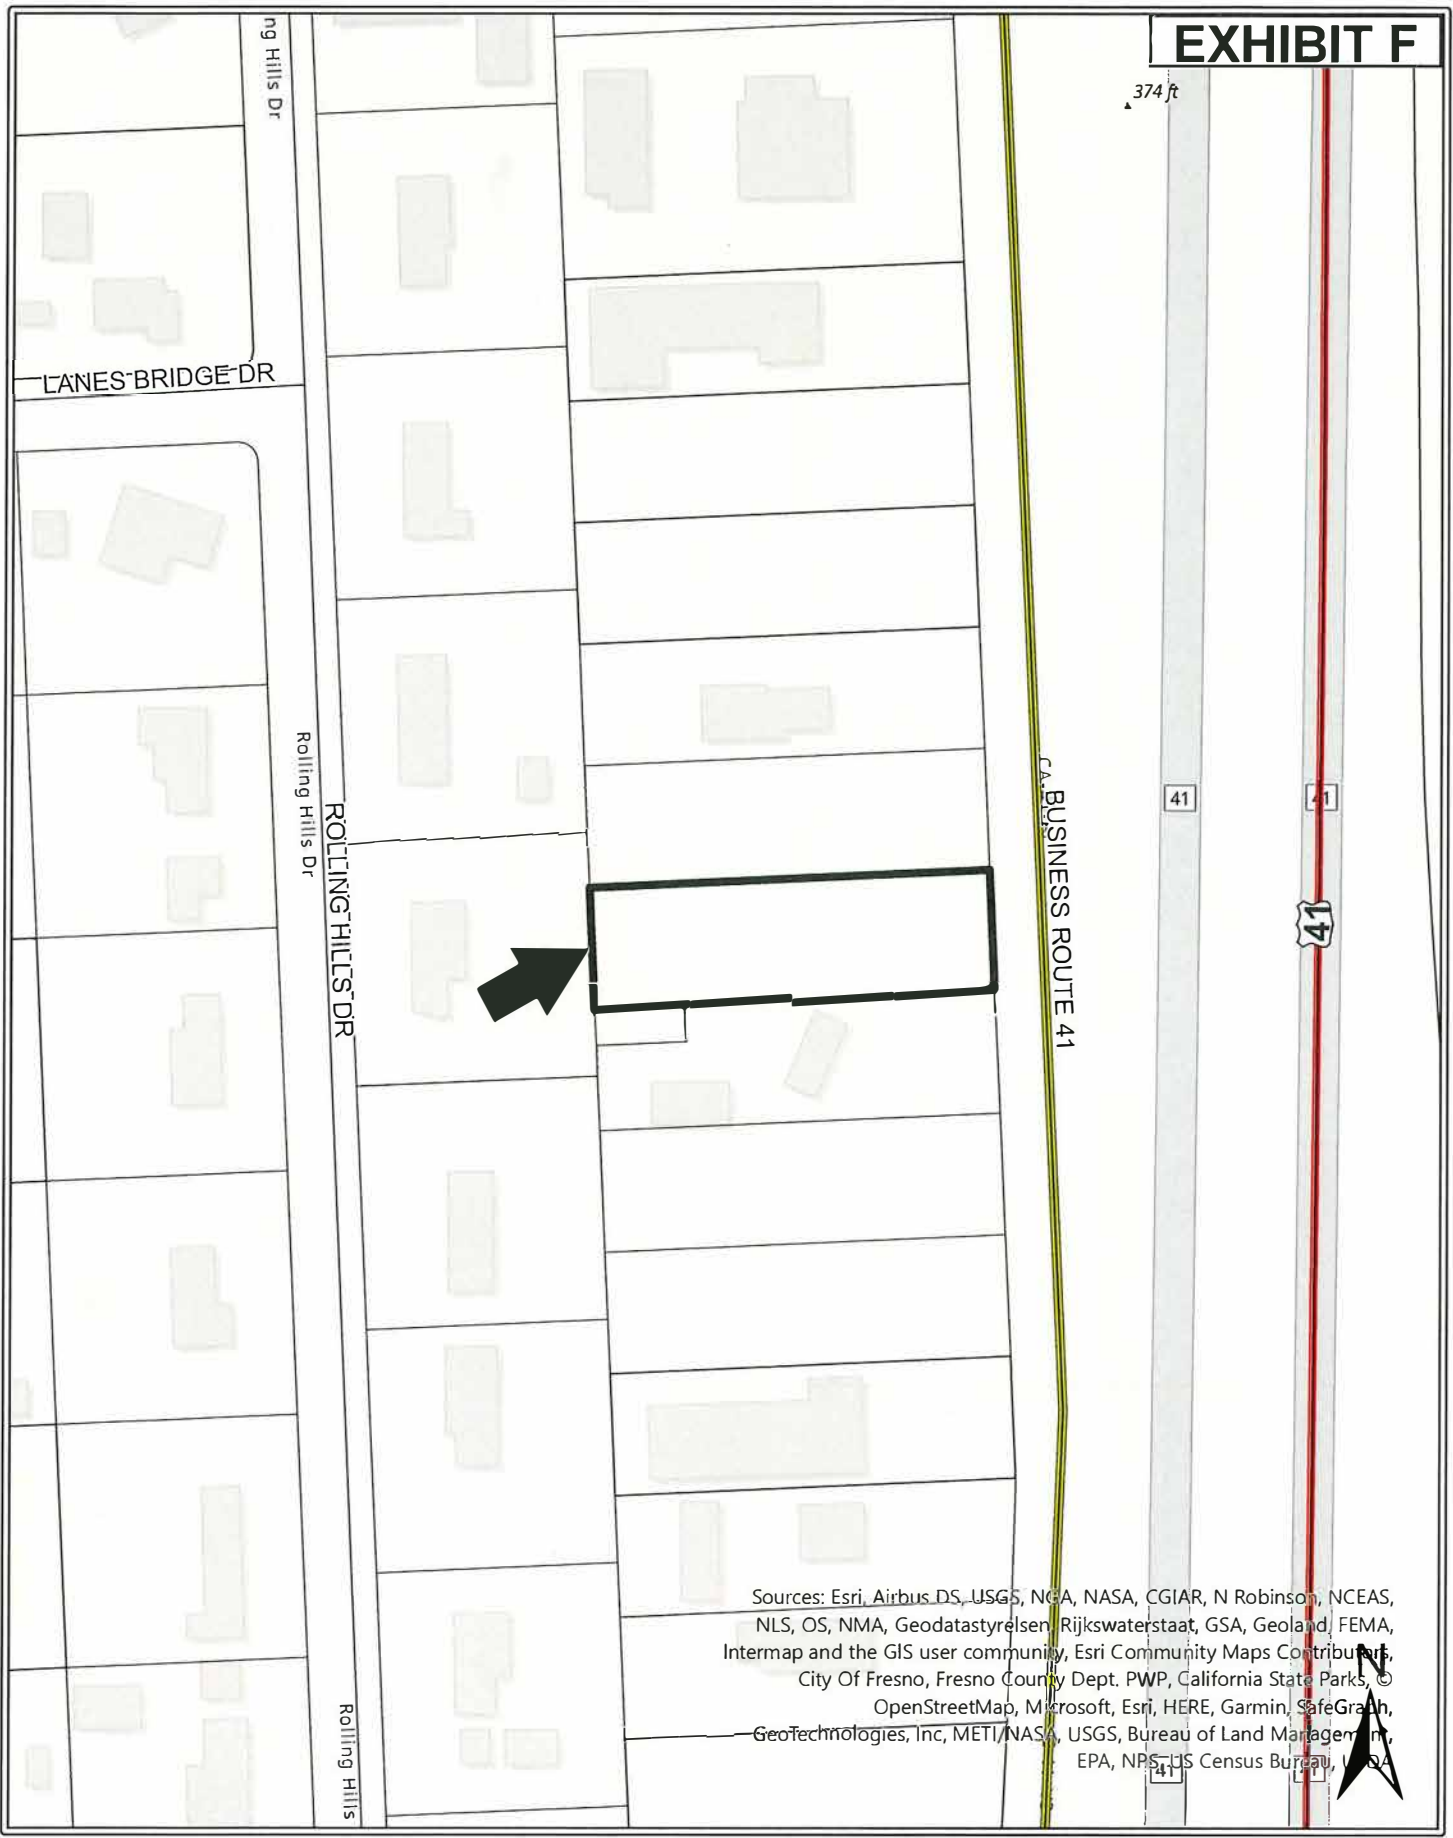 EXHIBIT F
ng Hills Dr
374 ft
LANES BRIDGE DR
Rolling Hills Dr
ROLLING HILLS DR
BUSINESS ROUTE 41
41
41
41
Rolling Hills
Sources: Esri, Airbus DS, USGS, NGA, NASA, CGIAR, N Robinson, NCEAS,
NLS, OS, NMA, Geodatastyrelsen, Rijkswaterstaat, GSA, Geoland, FEMA,
Intermap and the GIS user community, Esri Community Maps Contributors,
City Of Fresno, Fresno County Dept. PWP, California State Parks, ©
OpenStreetMap, Microsoft, Esri, HERE, Garmin, SafeGraph,
GeoTechnologies, Inc, METI/NASA, USGS, Bureau of Land Management,
EPA, NPS, US Census Bureau, USDA
N
41
41